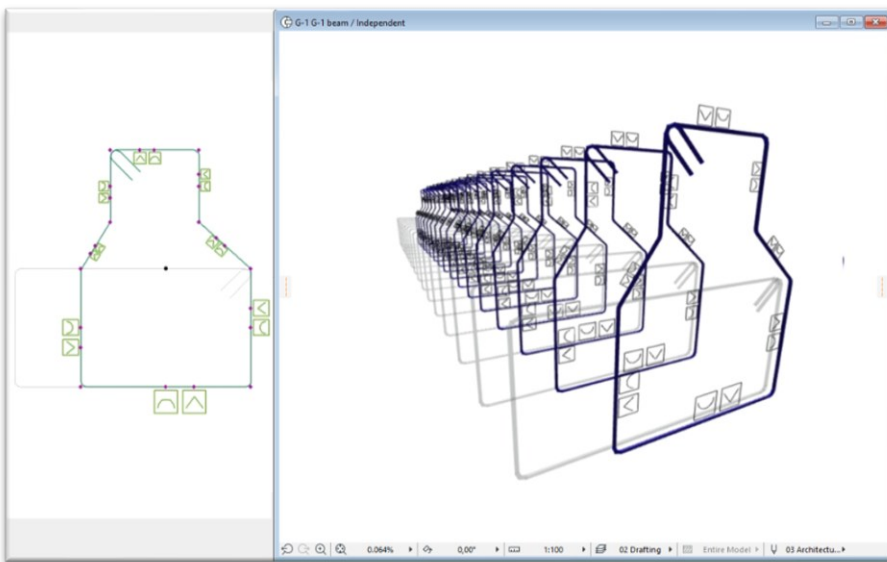 G-1 G-1 beam / Independent
0.064% 0,00° 1:100 02 Drafting Entire Model 03 Architectu...